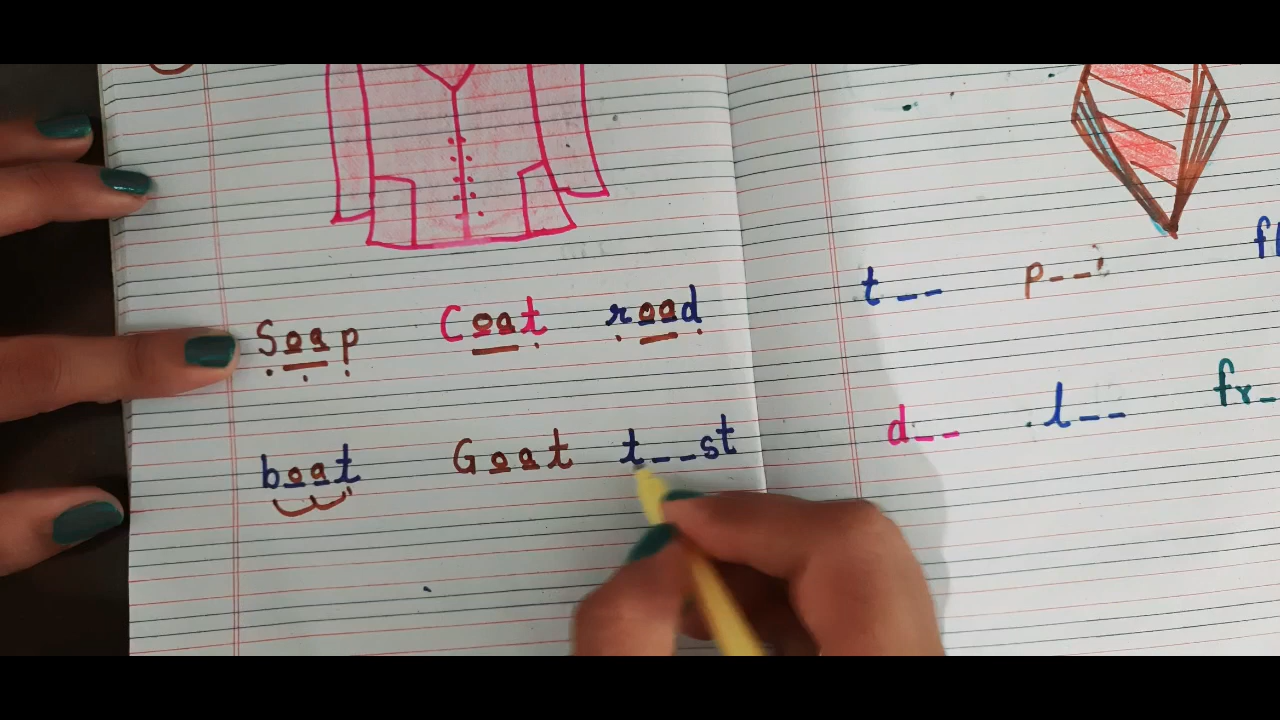 Soap Coat road
boat Goat t__st
t__ p__
d__ l__ fr_